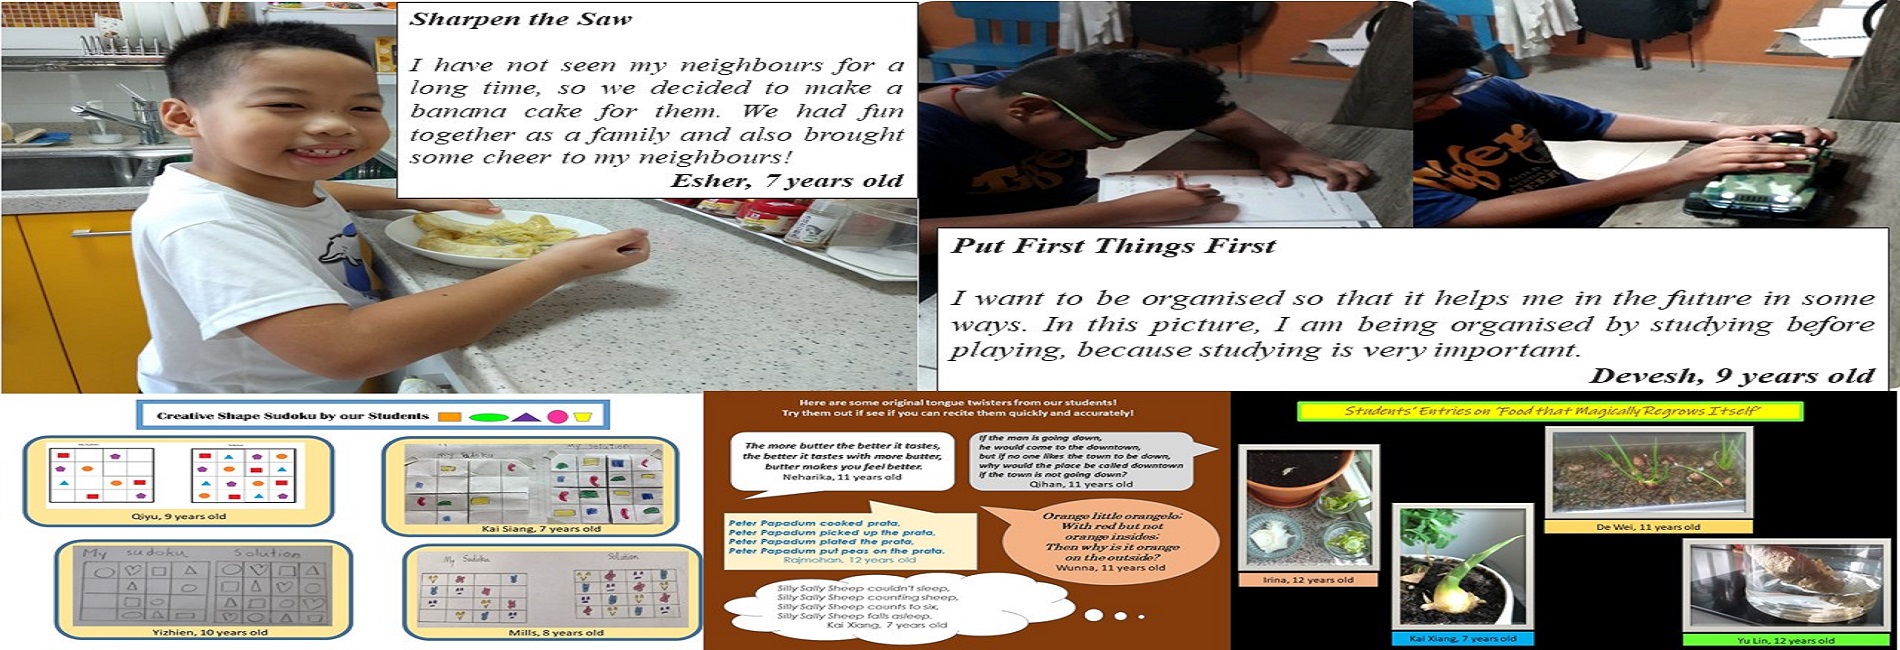 Sharpen the Saw
I have not seen my neighbours for a
long time, so we decided to make a
banana cake for them. We had fun
together as a family and also brought
some cheer to my neighbours!
Esher, 7 years old
Put First Things First
I want to be organised so that it helps me in the future in some
ways. In this picture, I am being organised by studying before
playing, because studying is very important.
Devesh, 9 years old
Creative Shape Sudoku by our Students
Qiyu, 9 years old
My Sudoku
My Solution
Kai Siang, 7 years old
My sudoku
Solution
Yizhien, 10 years old
My Sudoku
Solution
Mills, 8 years old
Here are some original tongue twisters from our students!
Try them out if see if you can recite them quickly and accurately!
The more butter the better it tastes,
the better it tastes with more butter,
butter makes you feel better.
Neharika, 11 years old
If the man is going down,
he would come to the downtown,
but if no one likes the town to be down,
why would the place be called downtown
if the town is not going down?
Qihan, 11 years old
Peter Papadum cooked prata,
Peter Papadum picked up the prata,
Peter Papadum plated the prata,
Peter Papadum put peas on the prata.
Rajmohan, 12 years old
Orange little orangelo;
With red but not
orange insides;
Then why is it orange
on the outside?
Wunna, 11 years old
Silly Sally Sheep couldn't sleep,
Silly Sally Sheep counting sheep,
Silly Sally Sheep counts to six,
Silly Sally Sheep falls asleep.
Kai Xiang, 7 years old
Students' Entries on 'Food that Magically Regrows Itself'
Irina, 12 years old
Kai Xiang, 7 years old
De Wei, 11 years old
Yu Lin, 12 years old